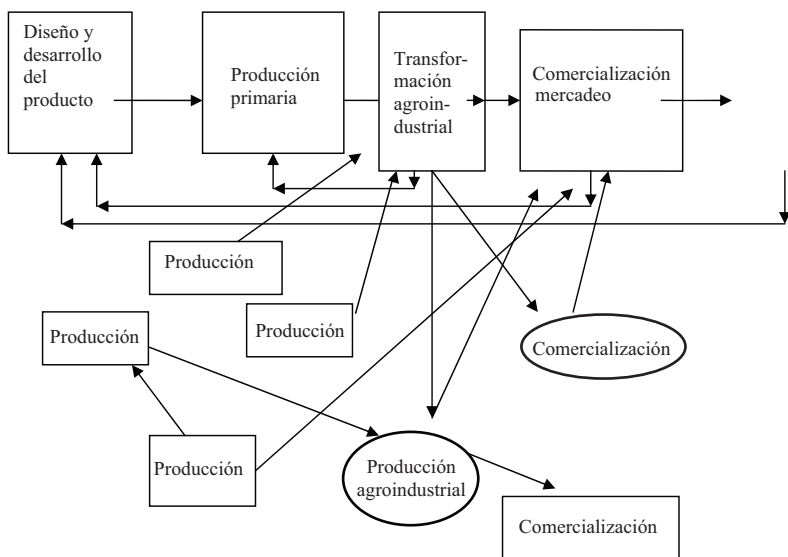 Diseño y
desarrollo
del
producto
Producción
primaria
Transfor-
mación
agroin-
dustrial
Comercialización
mercadeo
Producción
Producción
Producción
Comercialización
Producción
Producción
agroindustrial
Comercialización